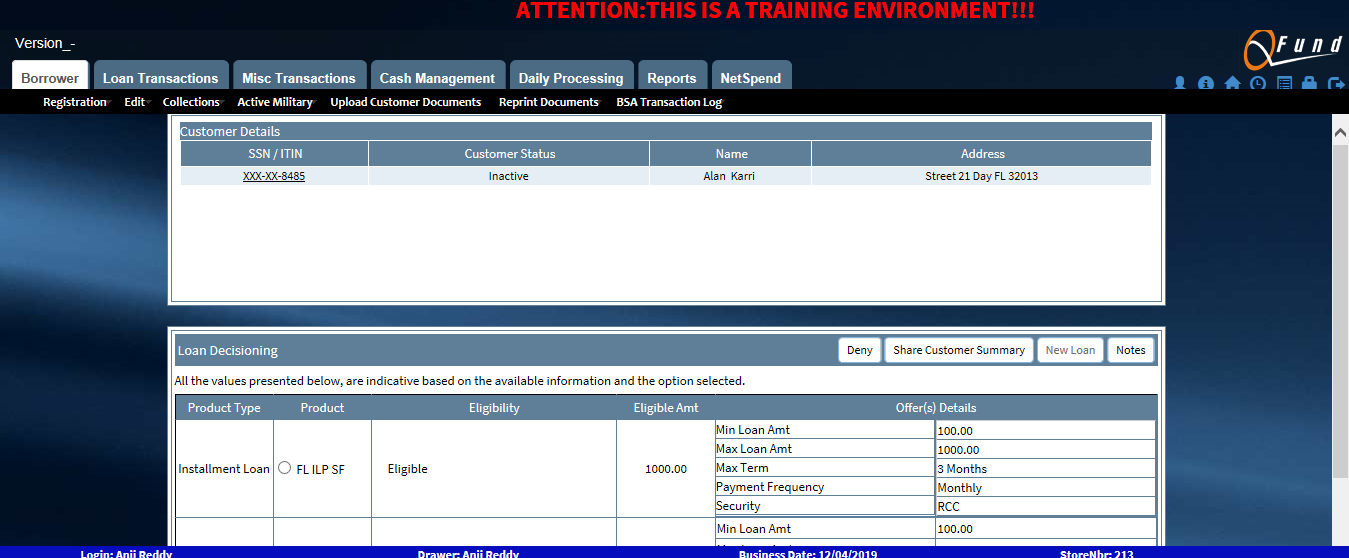 ATTENTION:THIS IS A TRAINING ENVIRONMENT!!!
Version_-
QFund
Borrower Loan Transactions Misc Transactions Cash Management Daily Processing Reports NetSpend
Registration Edit Collections Active Military Upload Customer Documents Reprint Documents BSA Transaction Log
Customer Details
SSN / ITIN Customer Status Name Address
XXX-XX-8485 Inactive Alan Karri Street 21 Day FL 32013
Loan Decisioning Deny Share Customer Summary New Loan Notes
All the values presented below, are indicative based on the available information and the option selected.
Product Type Product Eligibility Eligible Amt Offer(s) Details
Min Loan Amt 100.00
Max Loan Amt 1000.00
Installment Loan FL ILP SF Eligible 1000.00 Max Term 3 Months
Payment Frequency Monthly
Security RCC
Min Loan Amt 100.00
Login: Anji Reddy Drawer: Anji Reddy Business Date: 12/04/2019 StoreNbr: 213